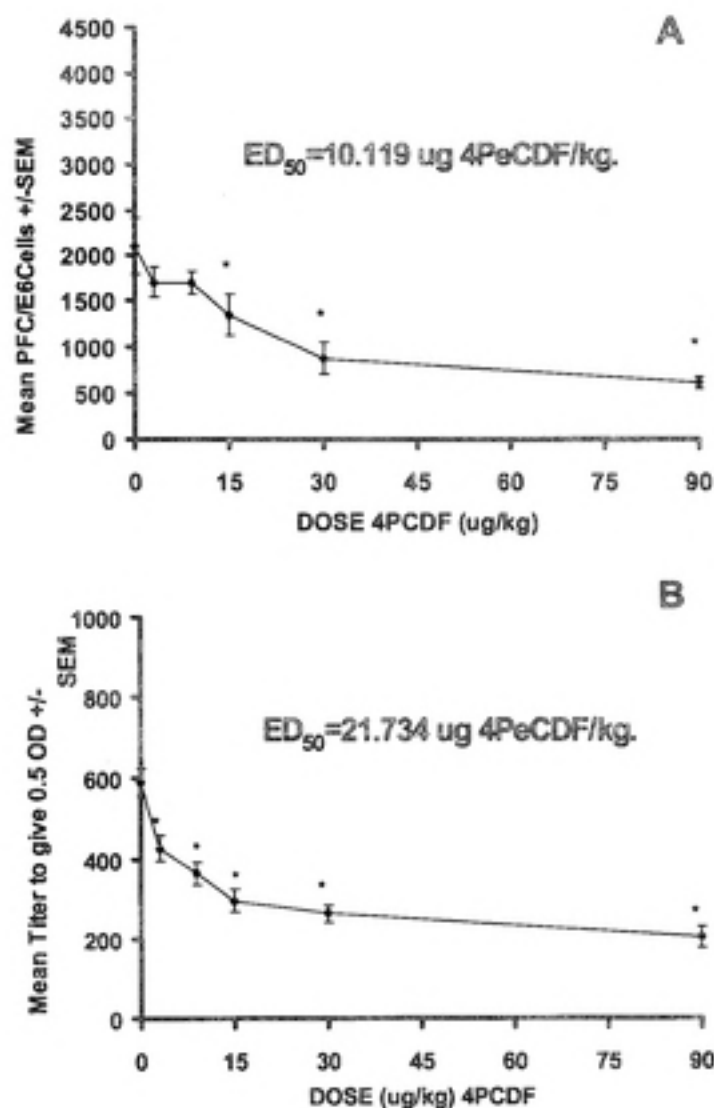 A
4500
4000
3500
3000
2500
2000
1500
1000
500
0
Mean PFC/E6Cells +/-SEM
ED50=10.119 ug 4PeCDF/kg.
*
*
*
0 15 30 45 60 75 90
DOSE 4PCDF (ug/kg)
B
1000
800
600
400
200
0
Mean Titer to give 0.5 OD +/-
SEM
ED50=21.734 ug 4PeCDF/kg.
*
*
*
*
*
0 15 30 45 60 75 90
DOSE (ug/kg) 4PCDF